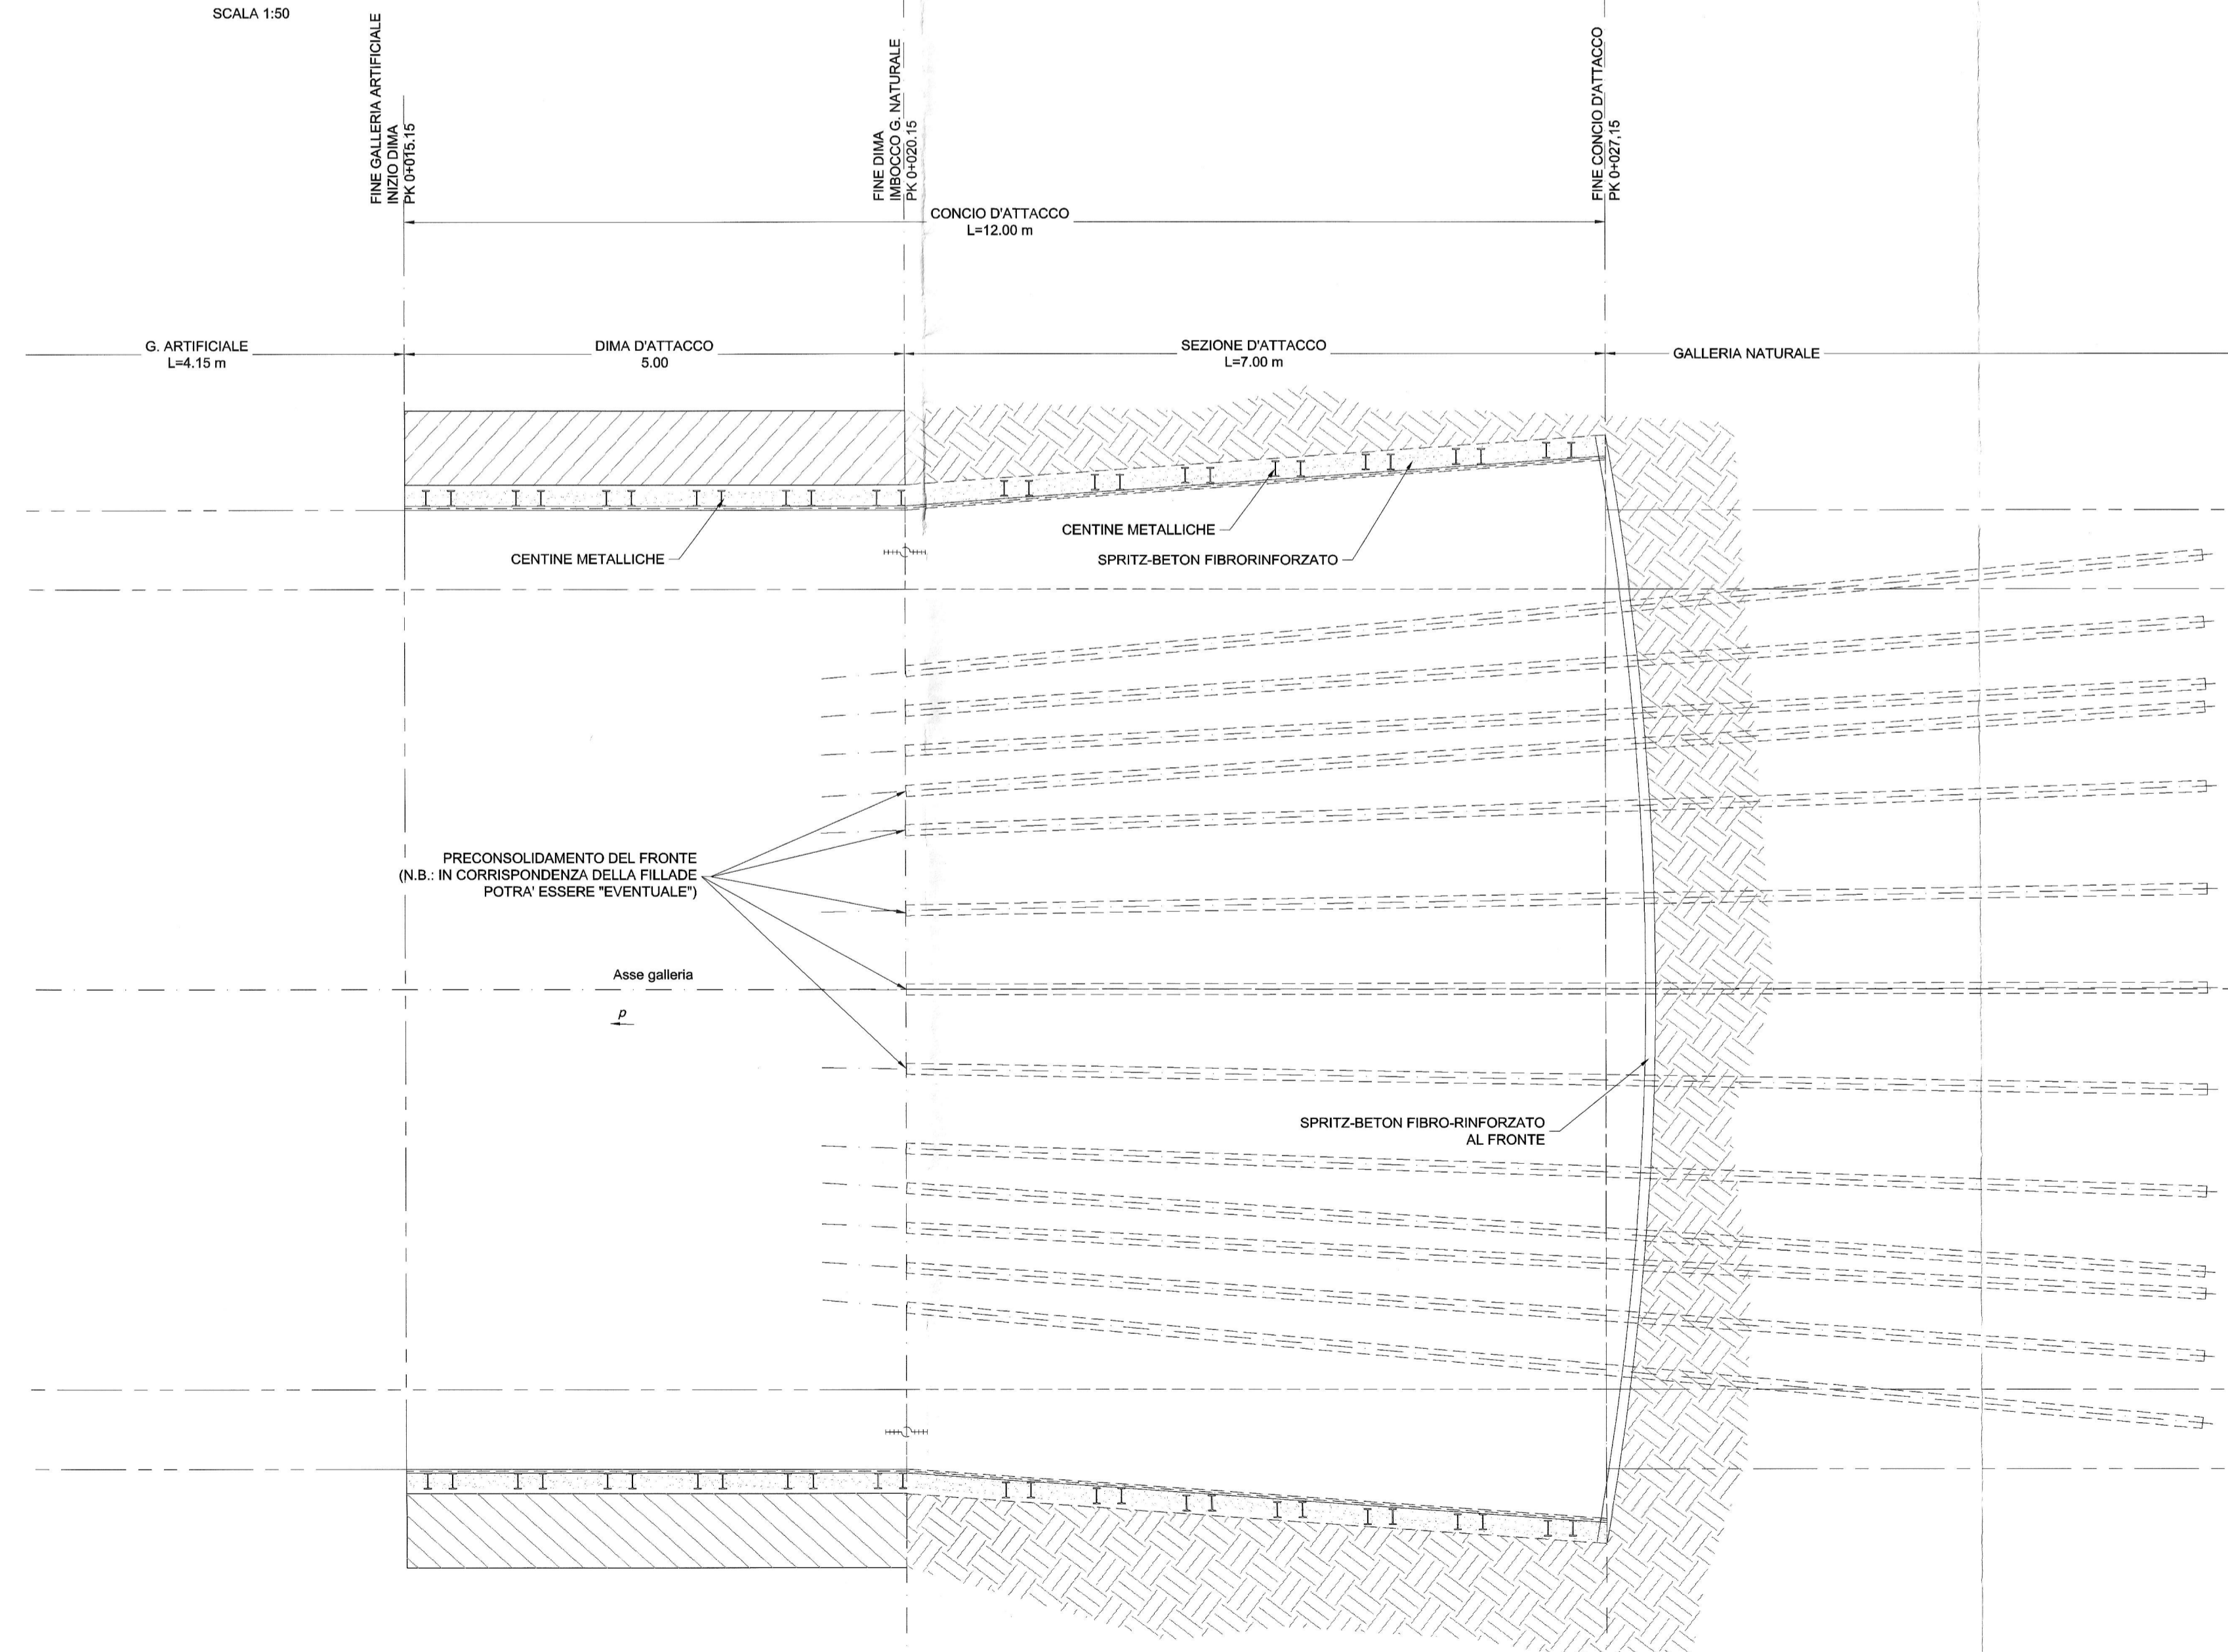 SCALA 1:50
FINE GALLERIA ARTIFICIALE
INIZIO DIMA
PK 0+015.15
FINE DIMA
IMBOCCO G. NATURALE
PK 0+020.15
FINE CONCIO D'ATTACCO
PK 0+027,15
CONCIO D'ATTACCO
L=12.00 m
G. ARTIFICIALE
L=4.15 m
DIMA D'ATTACCO
5.00
SEZIONE D'ATTACCO
L=7.00 m
GALLERIA NATURALE
CENTINE METALLICHE
CENTINE METALLICHE
SPRITZ-BETON FIBRORINFORZATO
PRECONSOLIDAMENTO DEL FRONTE
(N.B.: IN CORRISPONDENZA DELLA FILLADE
POTRA' ESSERE "EVENTUALE")
Asse galleria
p
SPRITZ-BETON FIBRO-RINFORZATO
AL FRONTE